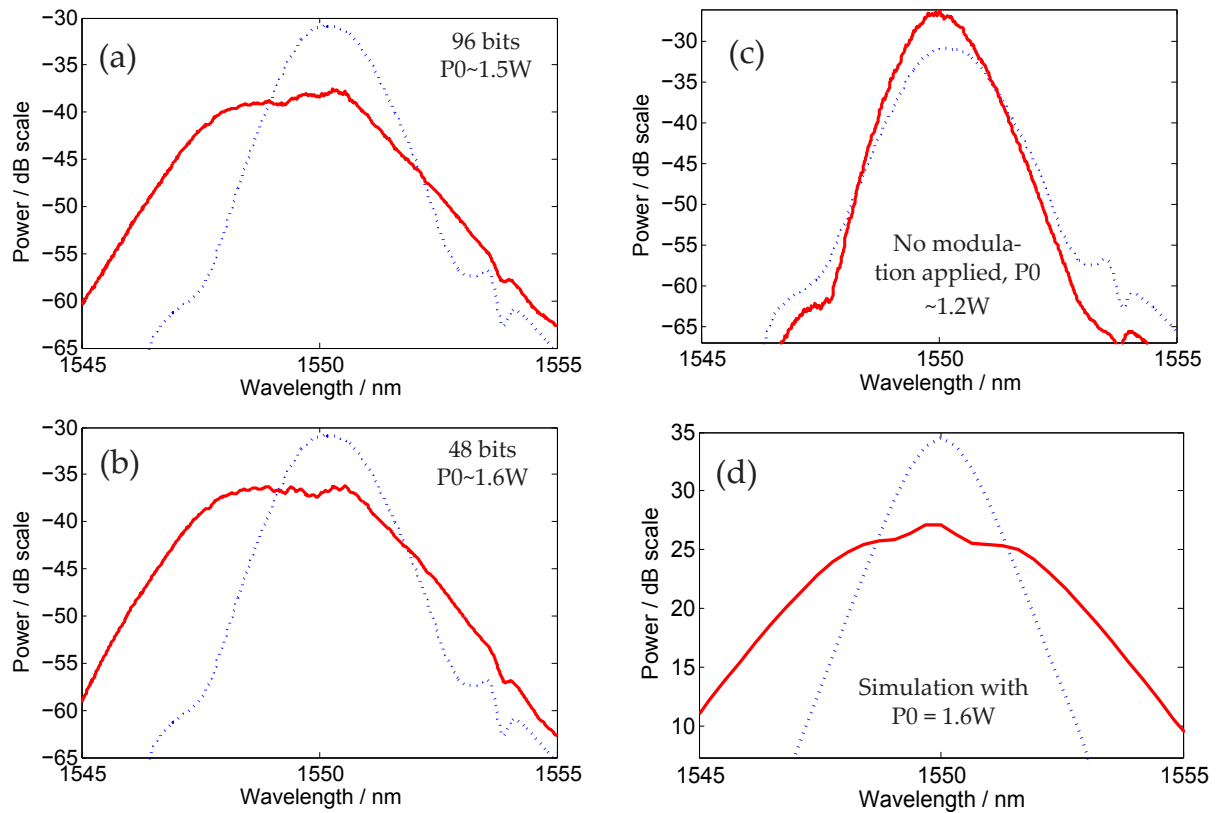 (a)
96 bits
P0~1.5W
Power / dB scale
−30
−35
−40
−45
−50
−55
−60
−65
1545
1550
1555
Wavelength / nm
(c)
No modula-
tion applied, P0
~1.2W
Power / dB scale
−30
−35
−40
−45
−50
−55
−60
−65
1545
1550
1555
Wavelength / nm
(b)
48 bits
P0~1.6W
Power / dB scale
−30
−35
−40
−45
−50
−55
−60
−65
1545
1550
1555
Wavelength / nm
(d)
Simulation with
P0 = 1.6W
Power / dB scale
35
30
25
20
15
10
1545
1550
1555
Wavelength / nm